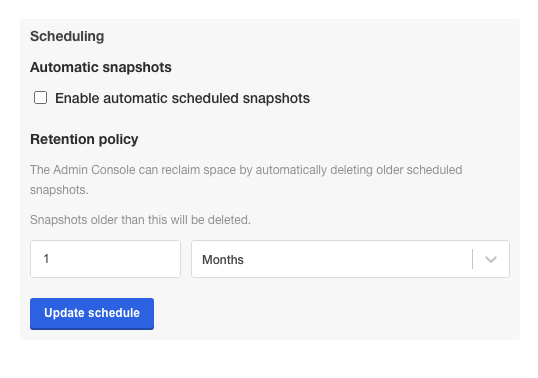 Scheduling
Automatic snapshots
Enable automatic scheduled snapshots
Retention policy
The Admin Console can reclaim space by automatically deleting older scheduled
snapshots.
Snapshots older than this will be deleted.
1 Months
Update schedule